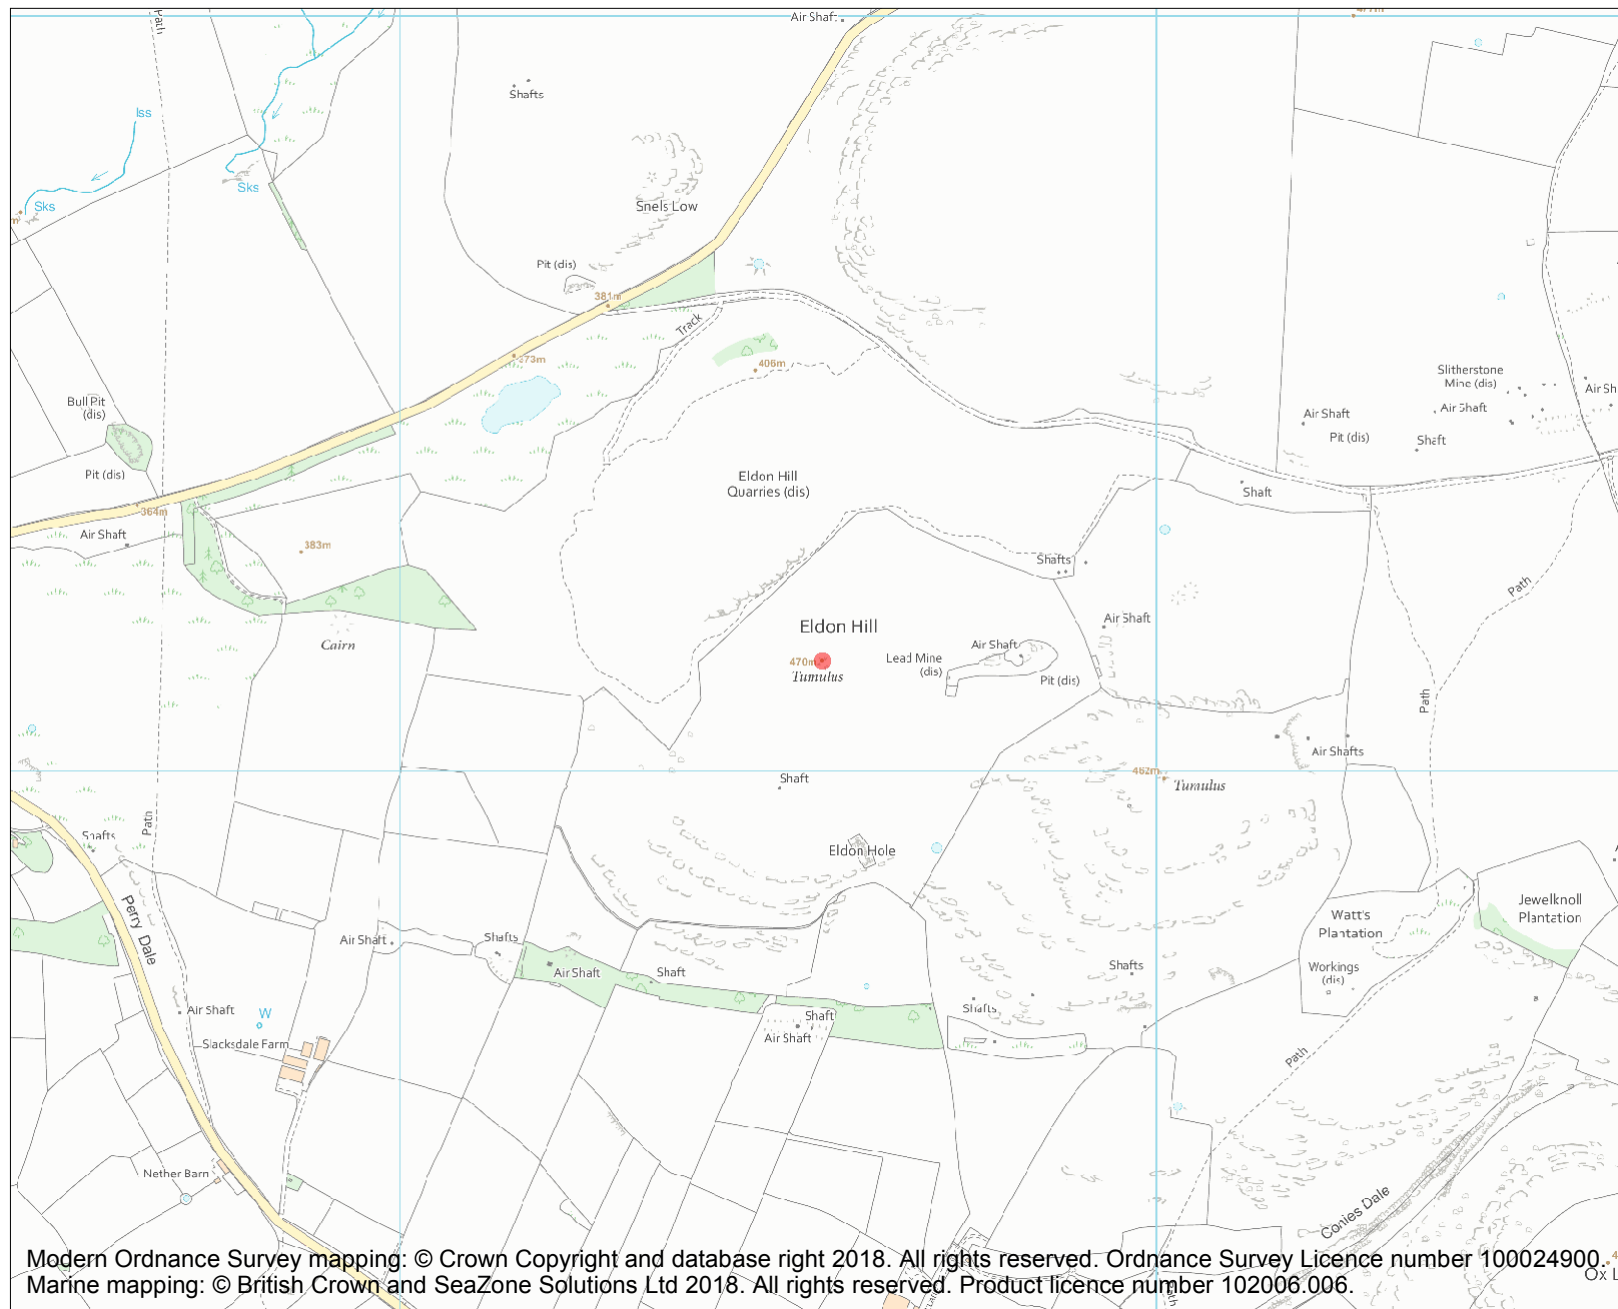 Path
Air Shaft
Shafts
Iss
Sks
Sks
Snels Low
Pit (dis)
381m
Track
373m
406m
Bull Pit
(dis)
Pit (dis)
Slitherstone
Mine (dis)
Air Sh
Air Shaft
Air Shaft
Pit (dis)
Shaft
Eldon Hill
Quarries (dis)
Shaft
364m
Air Shaft
383m
Shafts
Path
Cairn
Eldon Hill
Air Shaft
Air Shaft
Lead Mine
(dis)
470m
Tumulus
Pit (dis)
Path
Air Shafts
462m
Tumulus
Shaft
Path
Shafts
Eldon Hole
Perry Dale
Jewelknoll
Plantation
Watt's
Plantation
Air Shaft
Shafts
Air Shaft
Shaft
Shafts
Workings
(dis)
Air Shaft
W
Shaft
Air Shaft
Shafts
Slacksdale Farm
Path
Nether Barn
Conies Dale
Path
Modern Ordnance Survey mapping: © Crown Copyright and database right 2018. All rights reserved. Ordnance Survey Licence number 100024900.
Marine mapping: © British Crown and SeaZone Solutions Ltd 2018. All rights reserved. Product licence number 102006.006.
Ox L